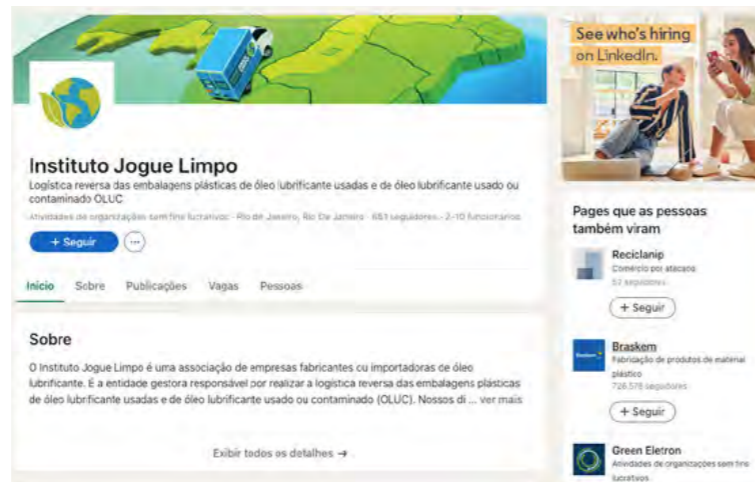 Instituto Jogue Limpo
Logística reversa das embalagens plásticas de óleo lubrificante usadas e de óleo lubrificante usado ou
contaminado OLUC
Atividades de organizações sem fins lucrativos · Rio de Janeiro, Rio De Janeiro · 651 seguidores · 2-10 funcionários
+ Seguir
Início Sobre Publicações Vagas Pessoas
Sobre
O Instituto Jogue Limpo é uma associação de empresas fabricantes ou importadoras de óleo
lubrificante. É a entidade gestora responsável por realizar a logística reversa das embalagens plásticas
de óleo lubrificante usadas e de óleo lubrificante usado ou contaminado (OLUC). Nossos di ... ver mais
Exibir todos os detalhes →
See who's hiring
on LinkedIn.
Pages que as pessoas
também viram
Reciclanip
Comércio por atacado
seguidores
+ Seguir
Braskem
Fabricação de produtos de material
plástico
726.578 seguidores
+ Seguir
Green Eletron
Atividades de organizações sem fins
lucrativos